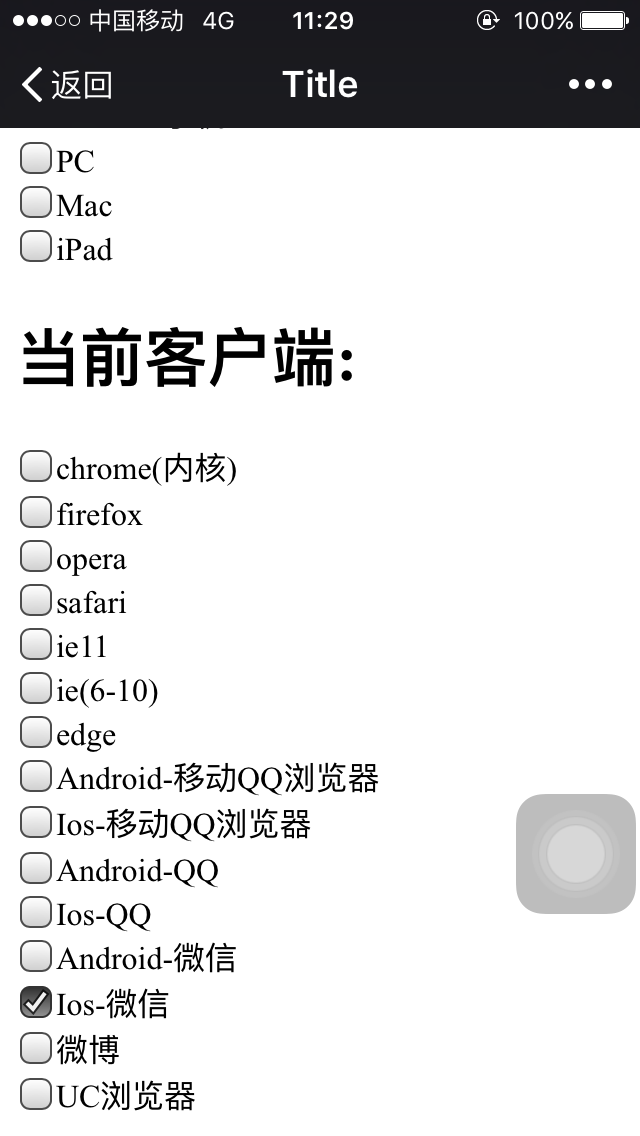 中国移动 4G 11:29 100%
返回 Title
PC
Mac
iPad
当前客户端:
chrome(内核)
firefox
opera
safari
ie11
ie(6-10)
edge
Android-移动QQ浏览器
Ios-移动QQ浏览器
Android-QQ
Ios-QQ
Android-微信
Ios-微信
微博
UC浏览器